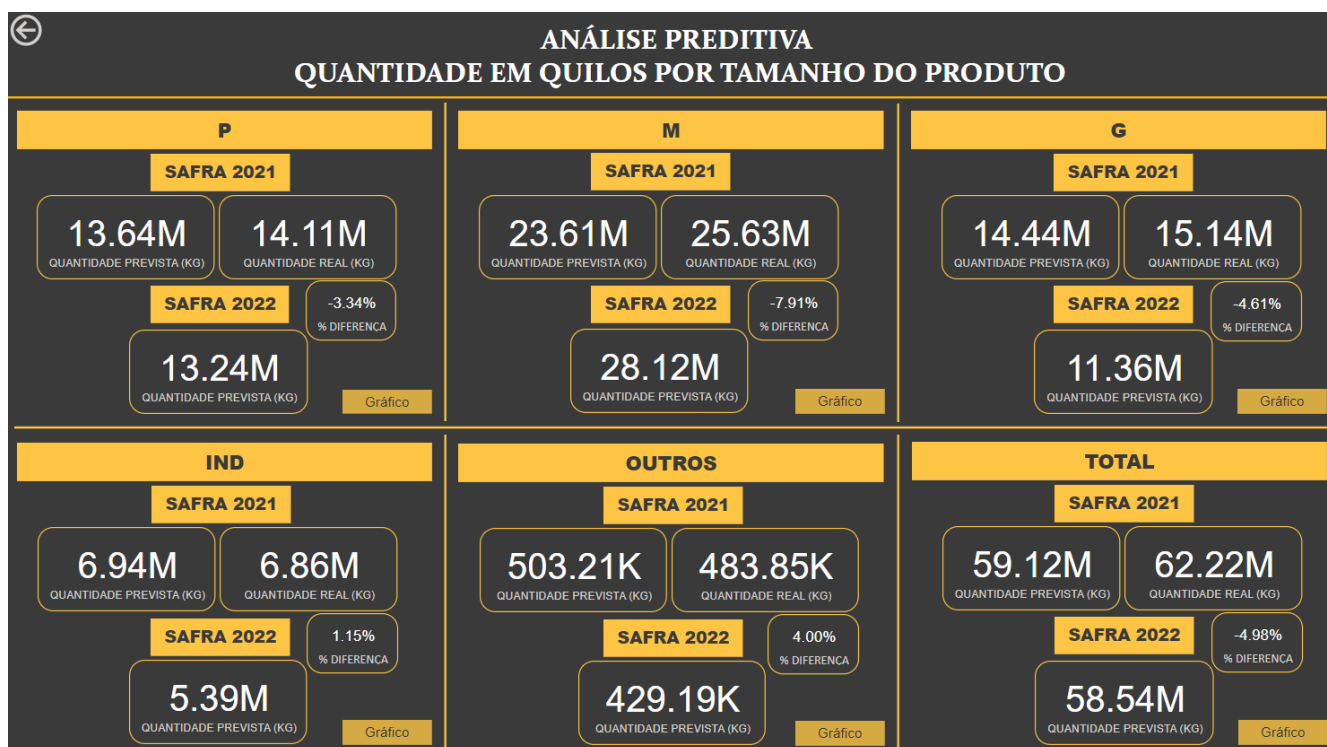 ANÁLISE PREDITIVA
QUANTIDADE EM QUILOS POR TAMANHO DO PRODUTO
P
SAFRA 2021
13.64M
QUANTIDADE PREVISTA (KG)
14.11M
QUANTIDADE REAL (KG)
SAFRA 2022
-3.34%
% DIFERENCA
13.24M
QUANTIDADE PREVISTA (KG)
Gráfico
M
SAFRA 2021
23.61M
QUANTIDADE PREVISTA (KG)
25.63M
QUANTIDADE REAL (KG)
SAFRA 2022
-7.91%
% DIFERENCA
28.12M
QUANTIDADE PREVISTA (KG)
Gráfico
G
SAFRA 2021
14.44M
QUANTIDADE PREVISTA (KG)
15.14M
QUANTIDADE REAL (KG)
SAFRA 2022
-4.61%
% DIFERENCA
11.36M
QUANTIDADE PREVISTA (KG)
Gráfico
IND
SAFRA 2021
6.94M
QUANTIDADE PREVISTA (KG)
6.86M
QUANTIDADE REAL (KG)
SAFRA 2022
1.15%
% DIFERENCA
5.39M
QUANTIDADE PREVISTA (KG)
Gráfico
OUTROS
SAFRA 2021
503.21K
QUANTIDADE PREVISTA (KG)
483.85K
QUANTIDADE REAL (KG)
SAFRA 2022
4.00%
% DIFERENCA
429.19K
QUANTIDADE PREVISTA (KG)
Gráfico
TOTAL
SAFRA 2021
59.12M
QUANTIDADE PREVISTA (KG)
62.22M
QUANTIDADE REAL (KG)
SAFRA 2022
-4.98%
% DIFERENCA
58.54M
QUANTIDADE PREVISTA (KG)
Gráfico